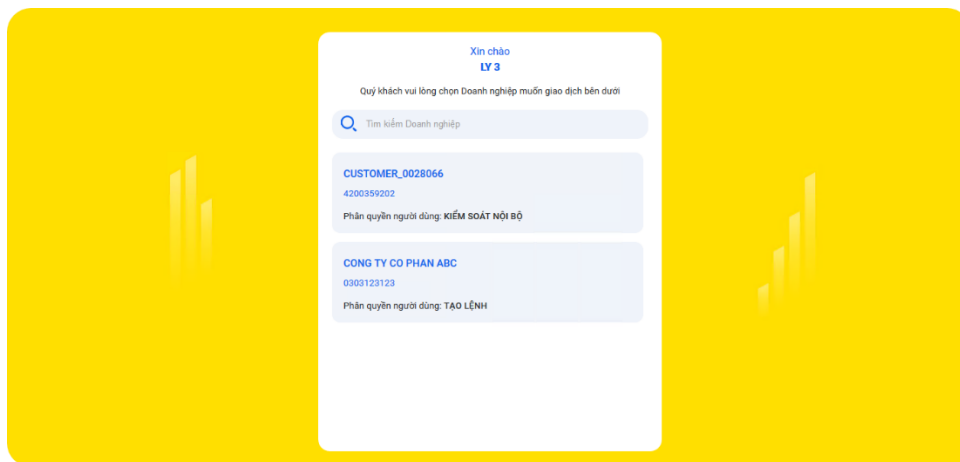 Xin chào
LY 3
Quý khách vui lòng chọn Doanh nghiệp muốn giao dịch bên dưới
Tìm kiếm Doanh nghiệp
CUSTOMER_0028066
4200359202
Phân quyền người dùng: KIỂM SOÁT NỘI BỘ
CONG TY CO PHAN ABC
0303123123
Phân quyền người dùng: TẠO LỆNH